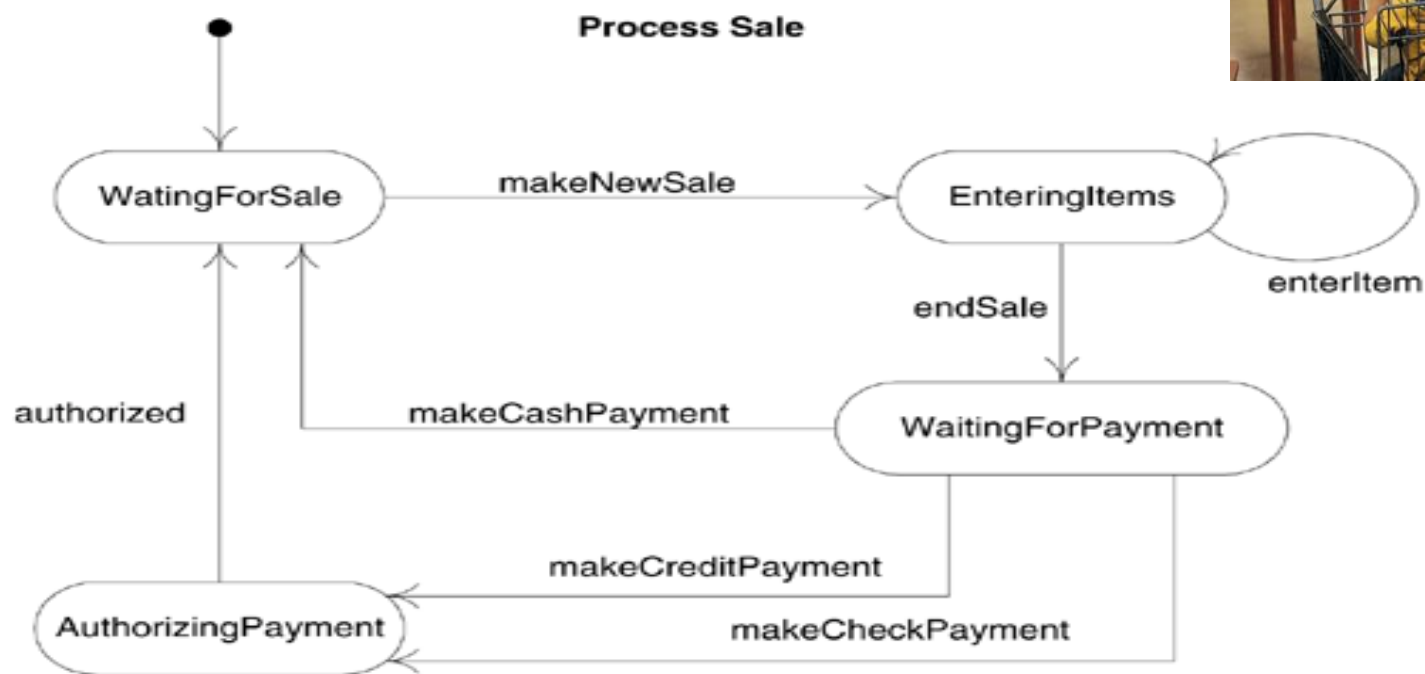 Process Sale
WatingForSale
makeNewSale
EnteringItems
enterItem
endSale
authorized
makeCashPayment
WaitingForPayment
makeCreditPayment
AuthorizingPayment
makeCheckPayment